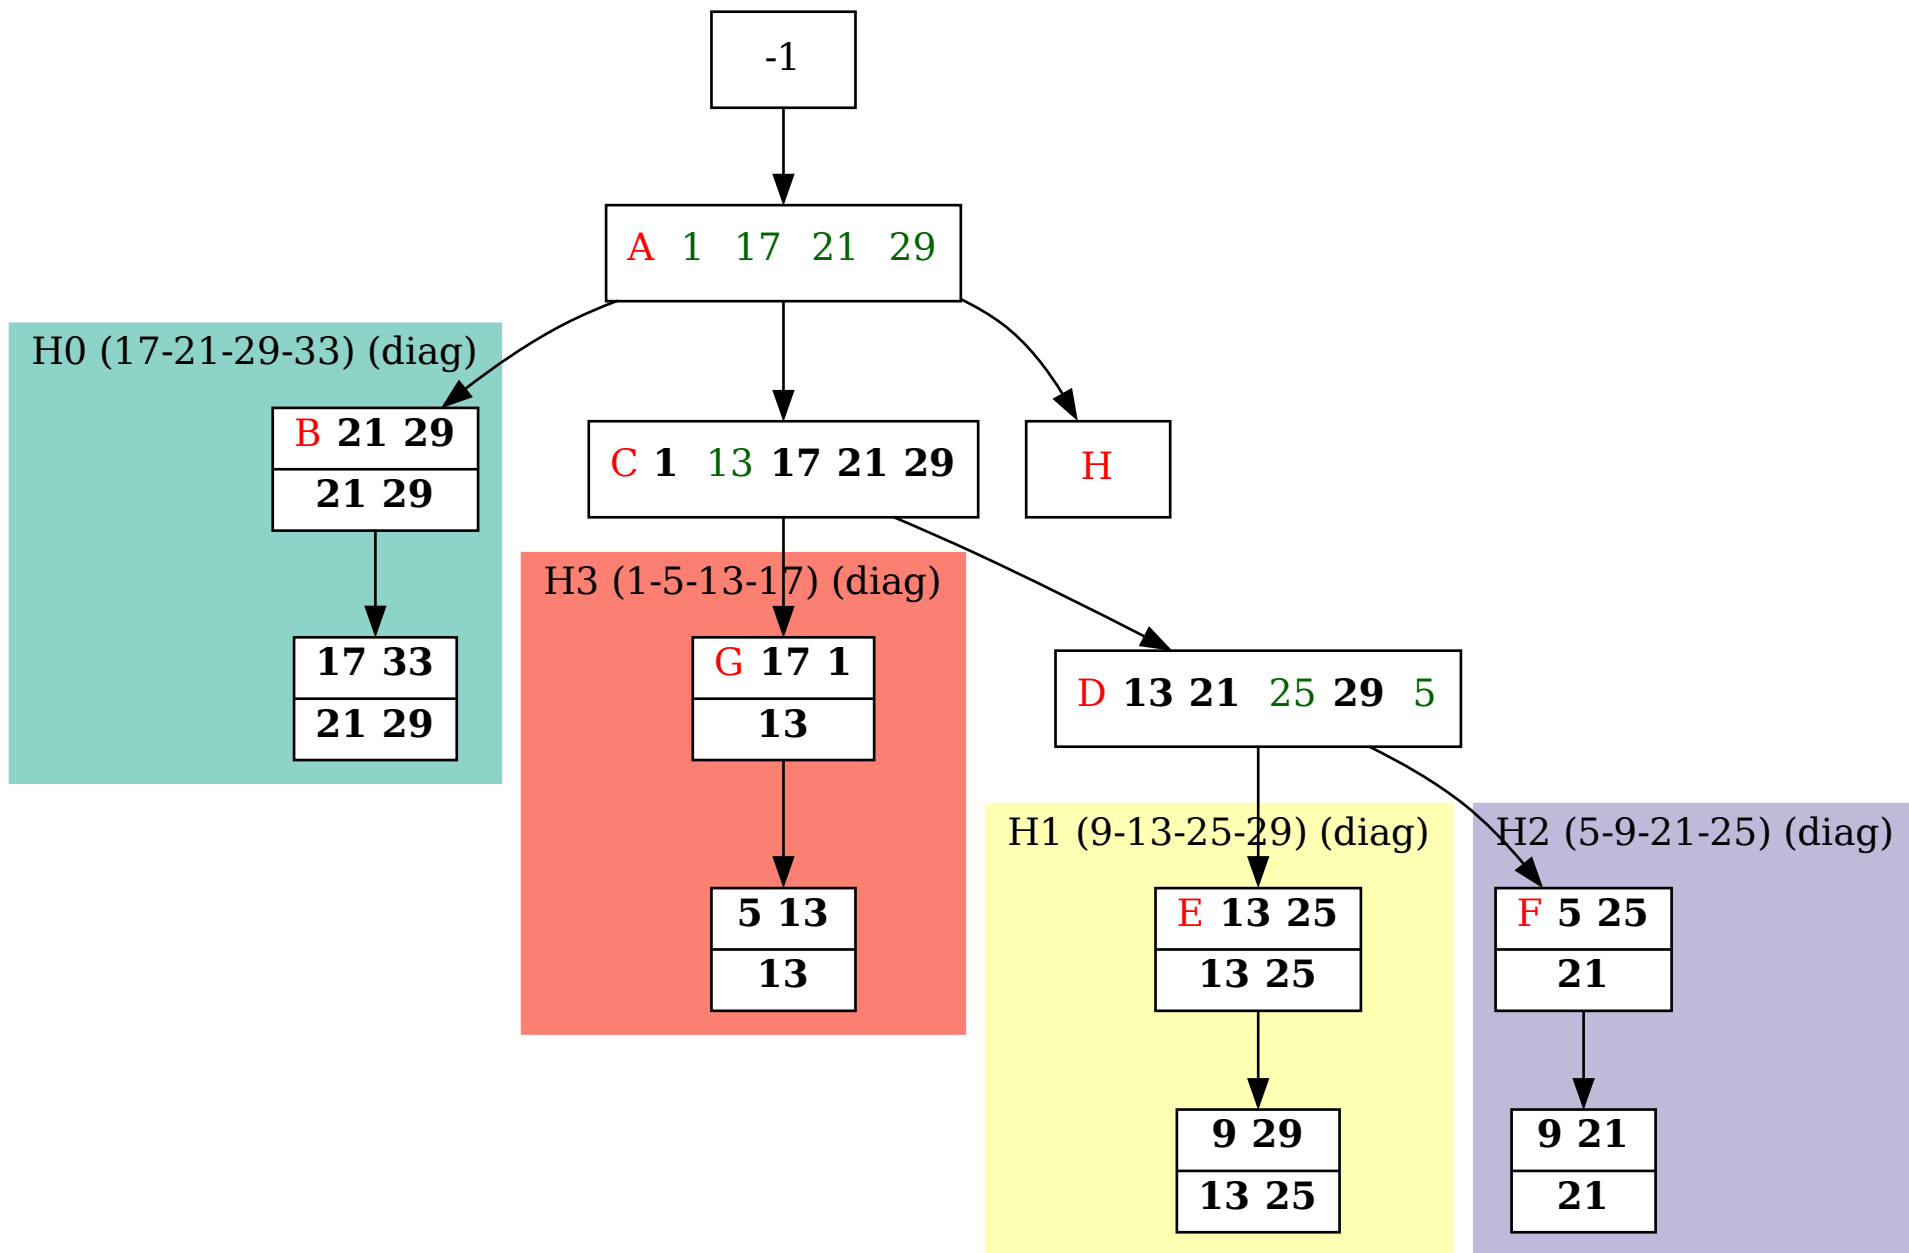 -1
A 1 17 21 29
H0 (17-21-29-33) (diag)
B 21 29
21 29
C 1 13 17 21 29
H
H3 (1-5-13-17) (diag)
17 33
21 29
G 17 1
13
D 13 21 25 29 5
H1 (9-13-25-29) (diag)
H2 (5-9-21-25) (diag)
5 13
13
E 13 25
13 25
F 5 25
21
9 29
13 25
9 21
21